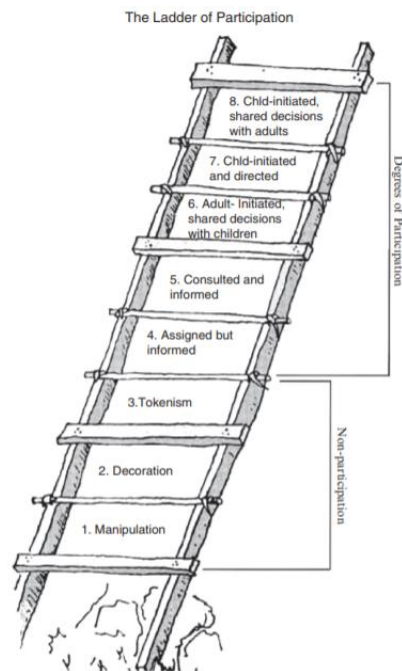 The Ladder of Participation
8. Chld-initiated,
shared decisions
with adults
7. Chld-initiated
and directed
6. Adult- Initiated,
shared decisions
with children
5. Consulted and
informed
4. Assigned but
informed
3.Tokenism
2. Decoration
1. Manipulation
Degrees of Participation
Non-participation